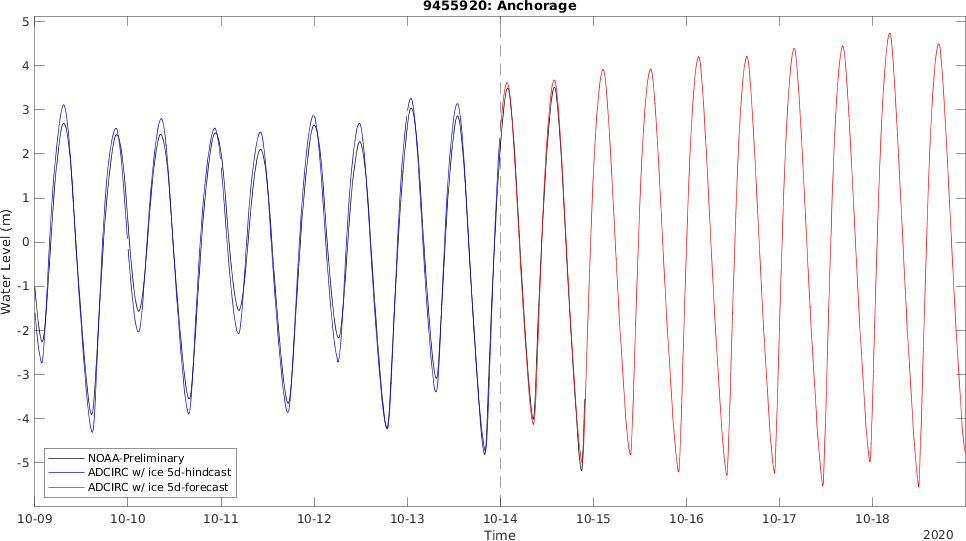 9455920: Anchorage
5
4
3
2
1
0
-1
-2
-3
-4
-5
Water Level (m)
NOAA-Preliminary
ADCIRC w/ ice 5d-hindcast
ADCIRC w/ ice 5d-forecast
10-09 10-10 10-11 10-12 10-13 10-14 10-15 10-16 10-17 10-18
Time
2020